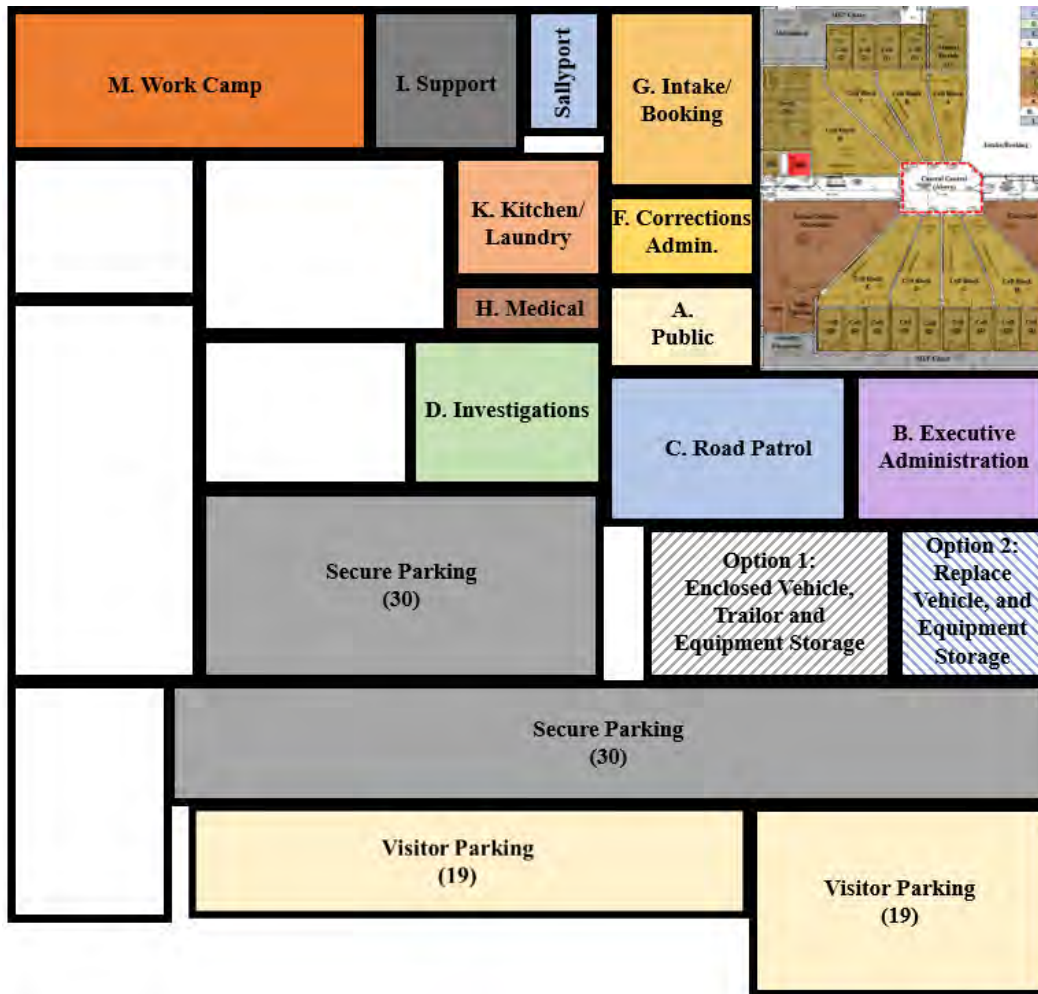 M. Work Camp
I. Support
Sallyport
G. Intake/
Booking
K. Kitchen/
Laundry
F. Corrections
Admin.
H. Medical
A.
Public
D. Investigations
C. Road Patrol
B. Executive
Administration
Secure Parking
(30)
Option 1:
Enclosed Vehicle,
Trailor and
Equipment Storage
Option 2:
Replace
Vehicle, and
Equipment
Storage
Secure Parking
(30)
Visitor Parking
(19)
Visitor Parking
(19)
Central Control
Intake/Booking